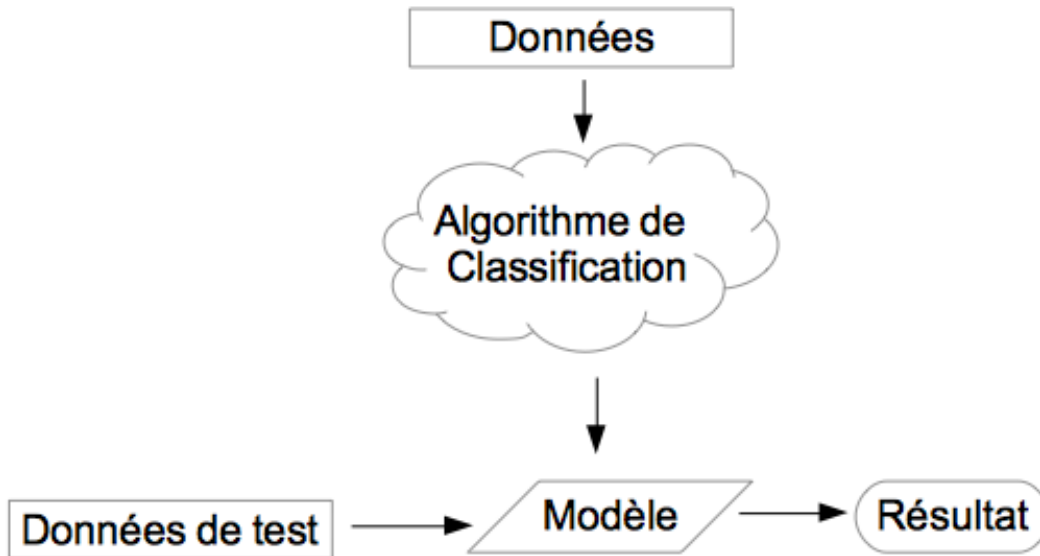 Données
Algorithme de
Classification
Données de test
Modèle
Résultat